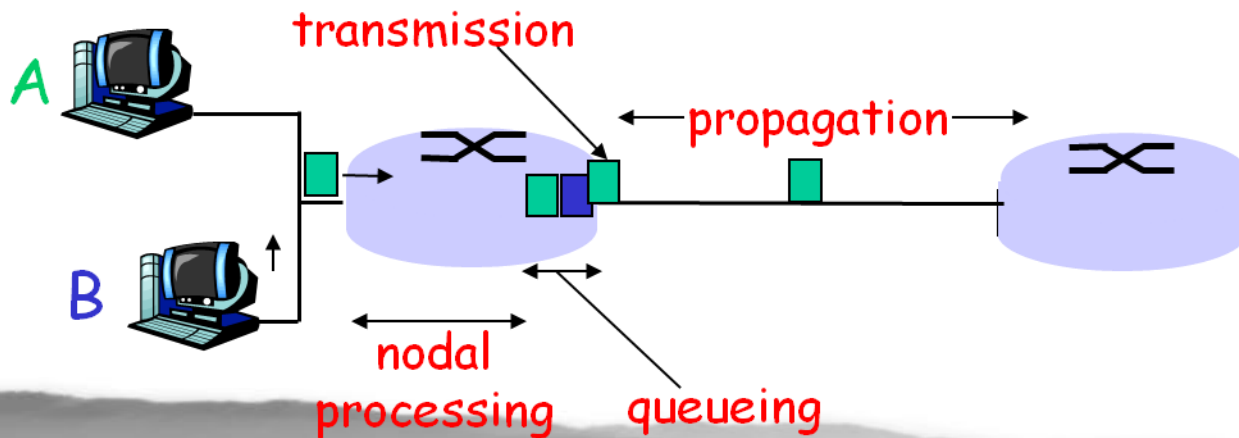 transmission
A
propagation
B
nodal
processing
queueing